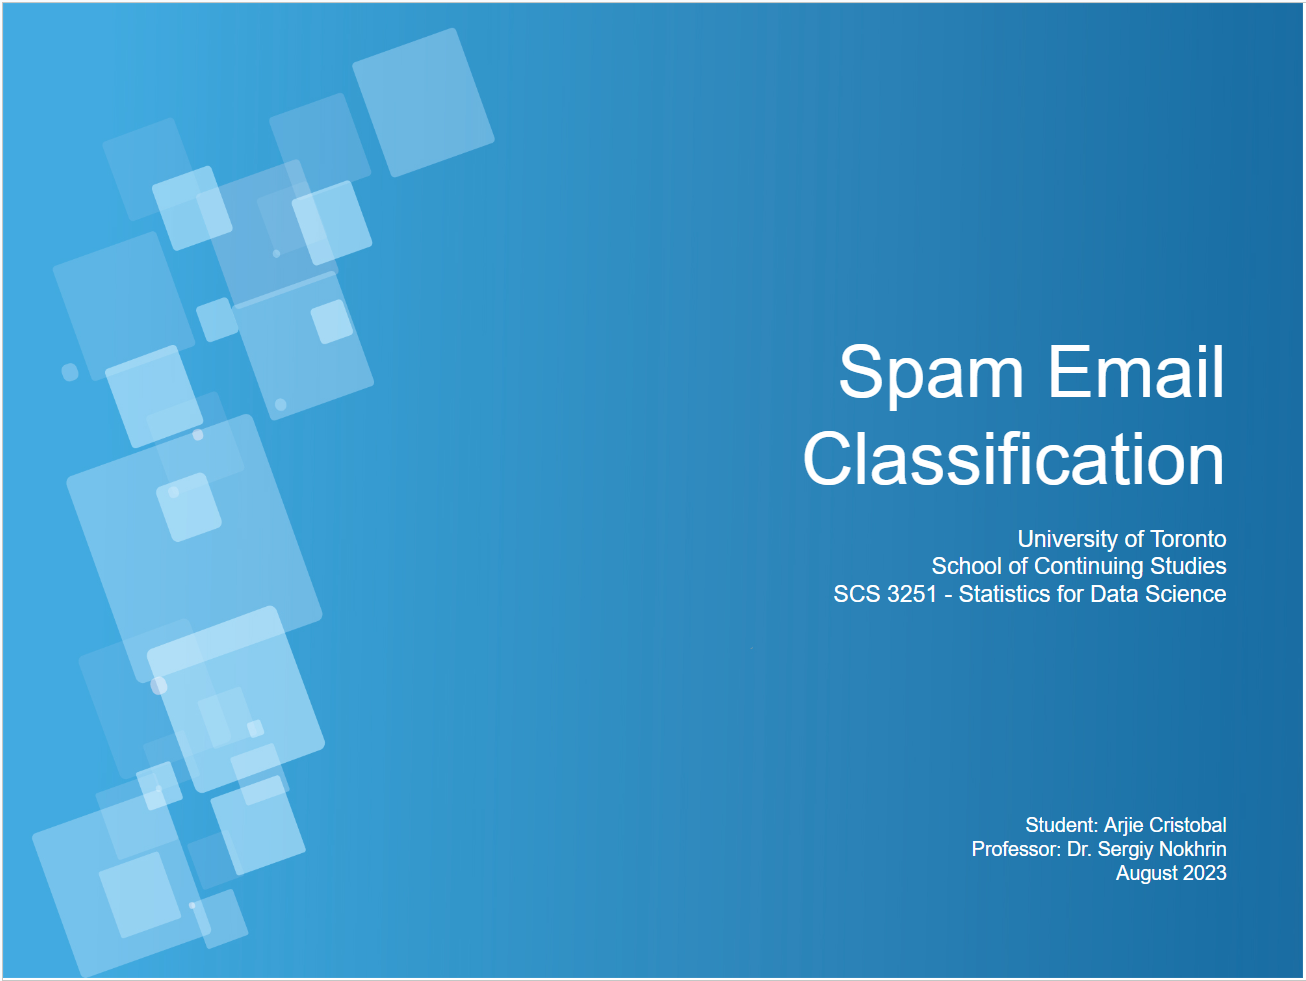 Spam Email
Classification
University of Toronto
School of Continuing Studies
SCS 3251 - Statistics for Data Science
Student: Arjie Cristobal
Professor: Dr. Sergiy Nokhrin
August 2023